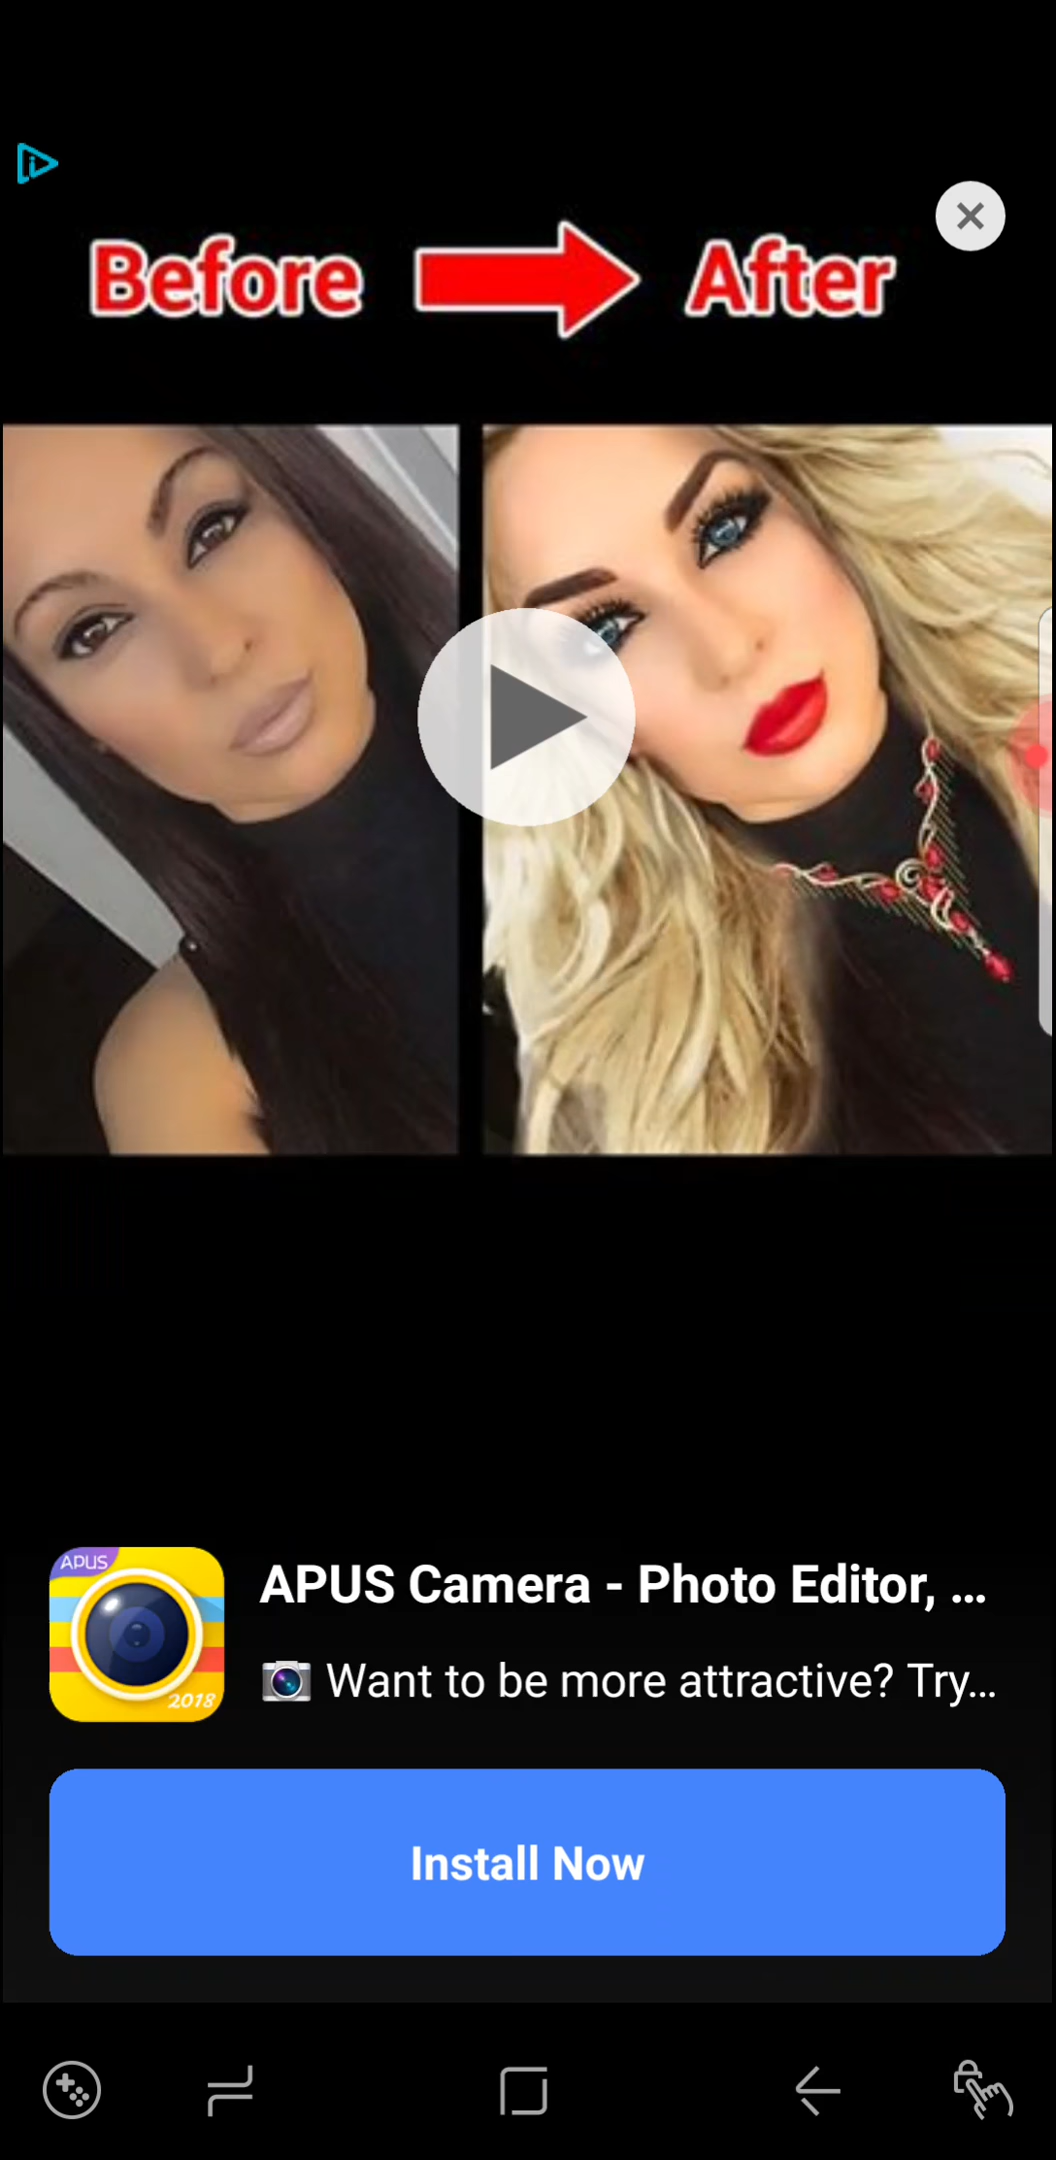 Before
After
APUS
2018
APUS Camera - Photo Editor, ...
📷 Want to be more attractive? Try...
Install Now